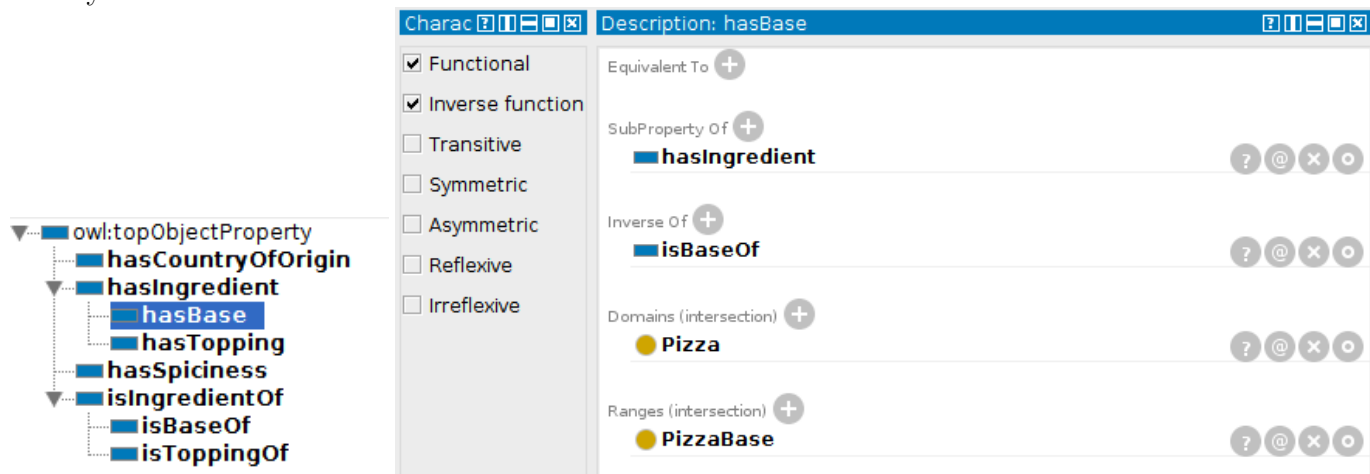 Charac
Description: hasBase
Functional
Inverse function
Transitive
Symmetric
Asymmetric
Reflexive
Irreflexive
Equivalent To
SubProperty Of
hasIngredient
Inverse Of
isBaseOf
Domains (intersection)
Pizza
Ranges (intersection)
PizzaBase
owl:topObjectProperty
hasCountryOfOrigin
hasIngredient
hasBase
hasTopping
hasSpiciness
isIngredientOf
isBaseOf
isToppingOf